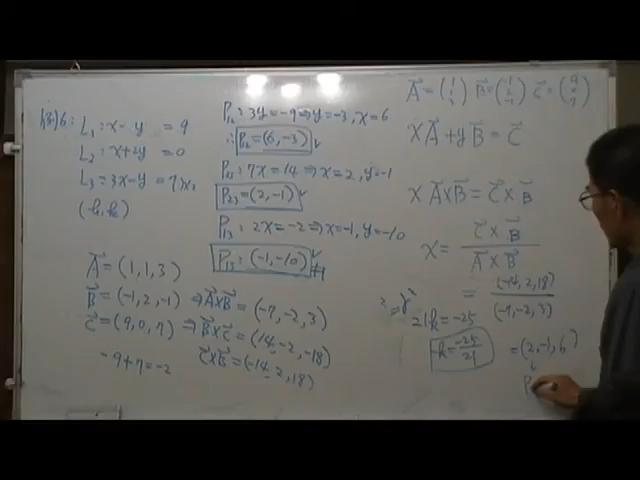 L₁: x - y = 9
L₂: x + 2y = 0
L₃: 3x - y = 7
(h, k)
A⃗ = (1, 1, 3)
B⃗ = (-1, 2, -1)
C⃗ = (9, 0, 7)
-9+7=-2
P₁₂: 3y = -9 ⇒ y = -3, x = 6
∴ P₁₂ = (6, -3)
P₂₃: 7x = 14 ⇒ x = 2, y = -1
P₂₃ = (2, -1)
P₁₃: 2x = -2 ⇒ x = -1, y = -10
P₁₃: (-1, -10)
⇒ A⃗×B⃗ = (-7, -2, 3)
⇒ B⃗×C⃗ = (14, -2, -18)
C⃗×B⃗ = (-14, 2, 18)
xA⃗ + yB⃗ = C⃗
x A⃗×B⃗ = C⃗×B⃗
x = C⃗×B⃗ / A⃗×B⃗
= (-14, 2, 18) / (-7, -2, 3)
21k = -25
k = -25/21
= (2, -1, 6)